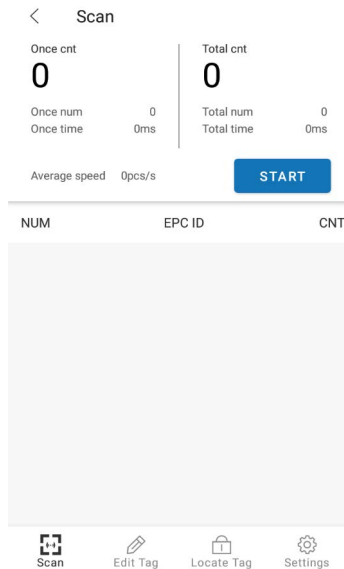 Scan
Once cnt
0
Once num 0
Once time 0ms
Total cnt
0
Total num 0
Total time 0ms
Average speed 0pcs/s
START
NUM EPC ID CNT
Scan Edit Tag Locate Tag Settings